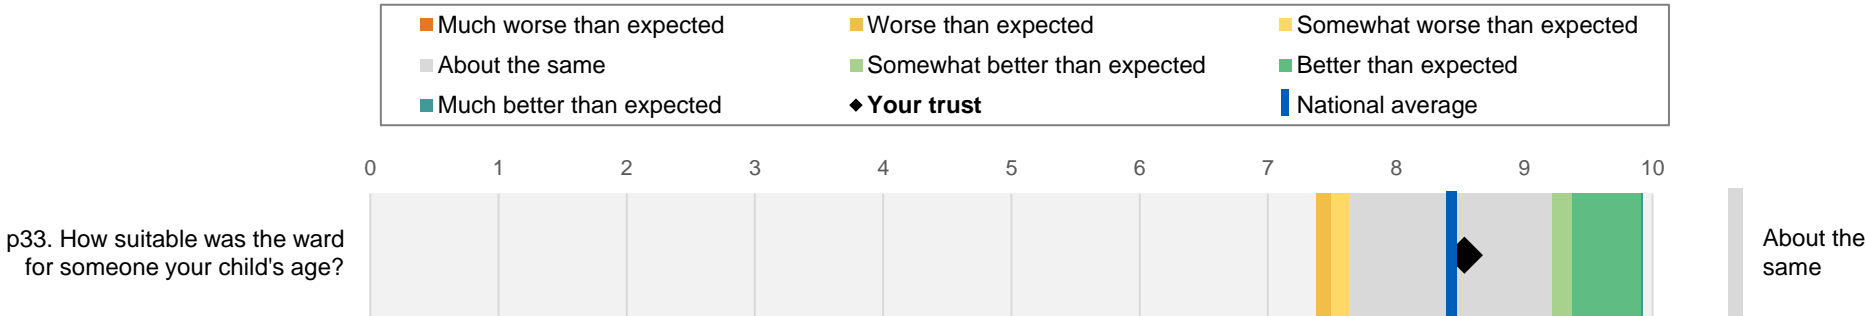 Much worse than expected
Worse than expected
Somewhat worse than expected
About the same
Somewhat better than expected
Better than expected
Much better than expected
Your trust
National average
0 1 2 3 4 5 6 7 8 9 10
p33. How suitable was the ward
for someone your child's age?
About the
same